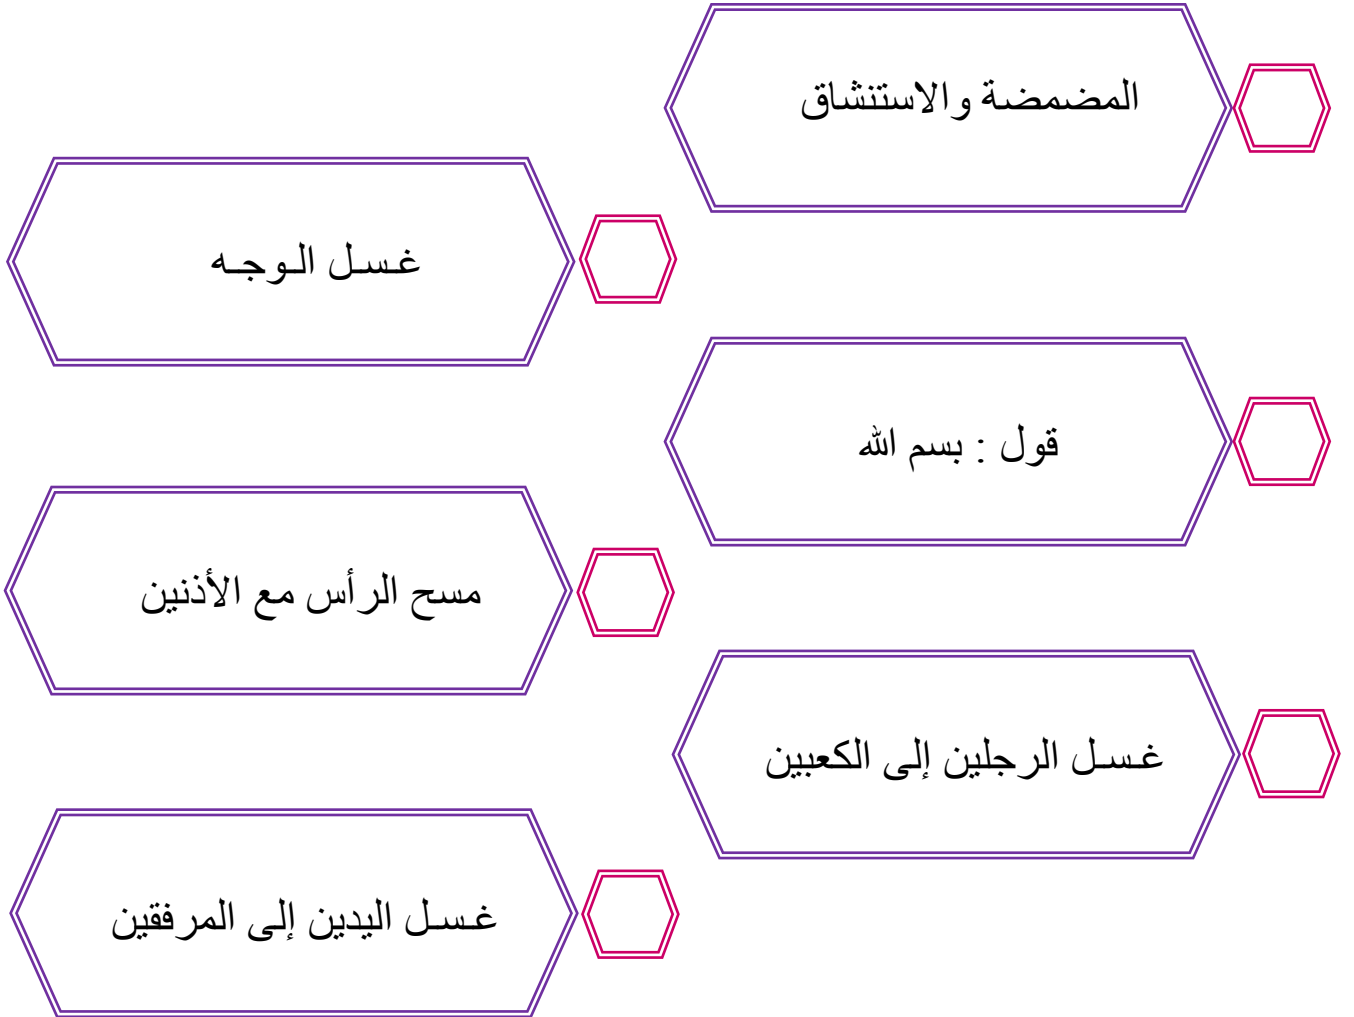 المضمضة والاستنشاق
غسل الوجه
قول : بسم الله
مسح الرأس مع الأذنين
غسل الرجلين إلى الكعبين
غسل اليدين إلى المرفقين